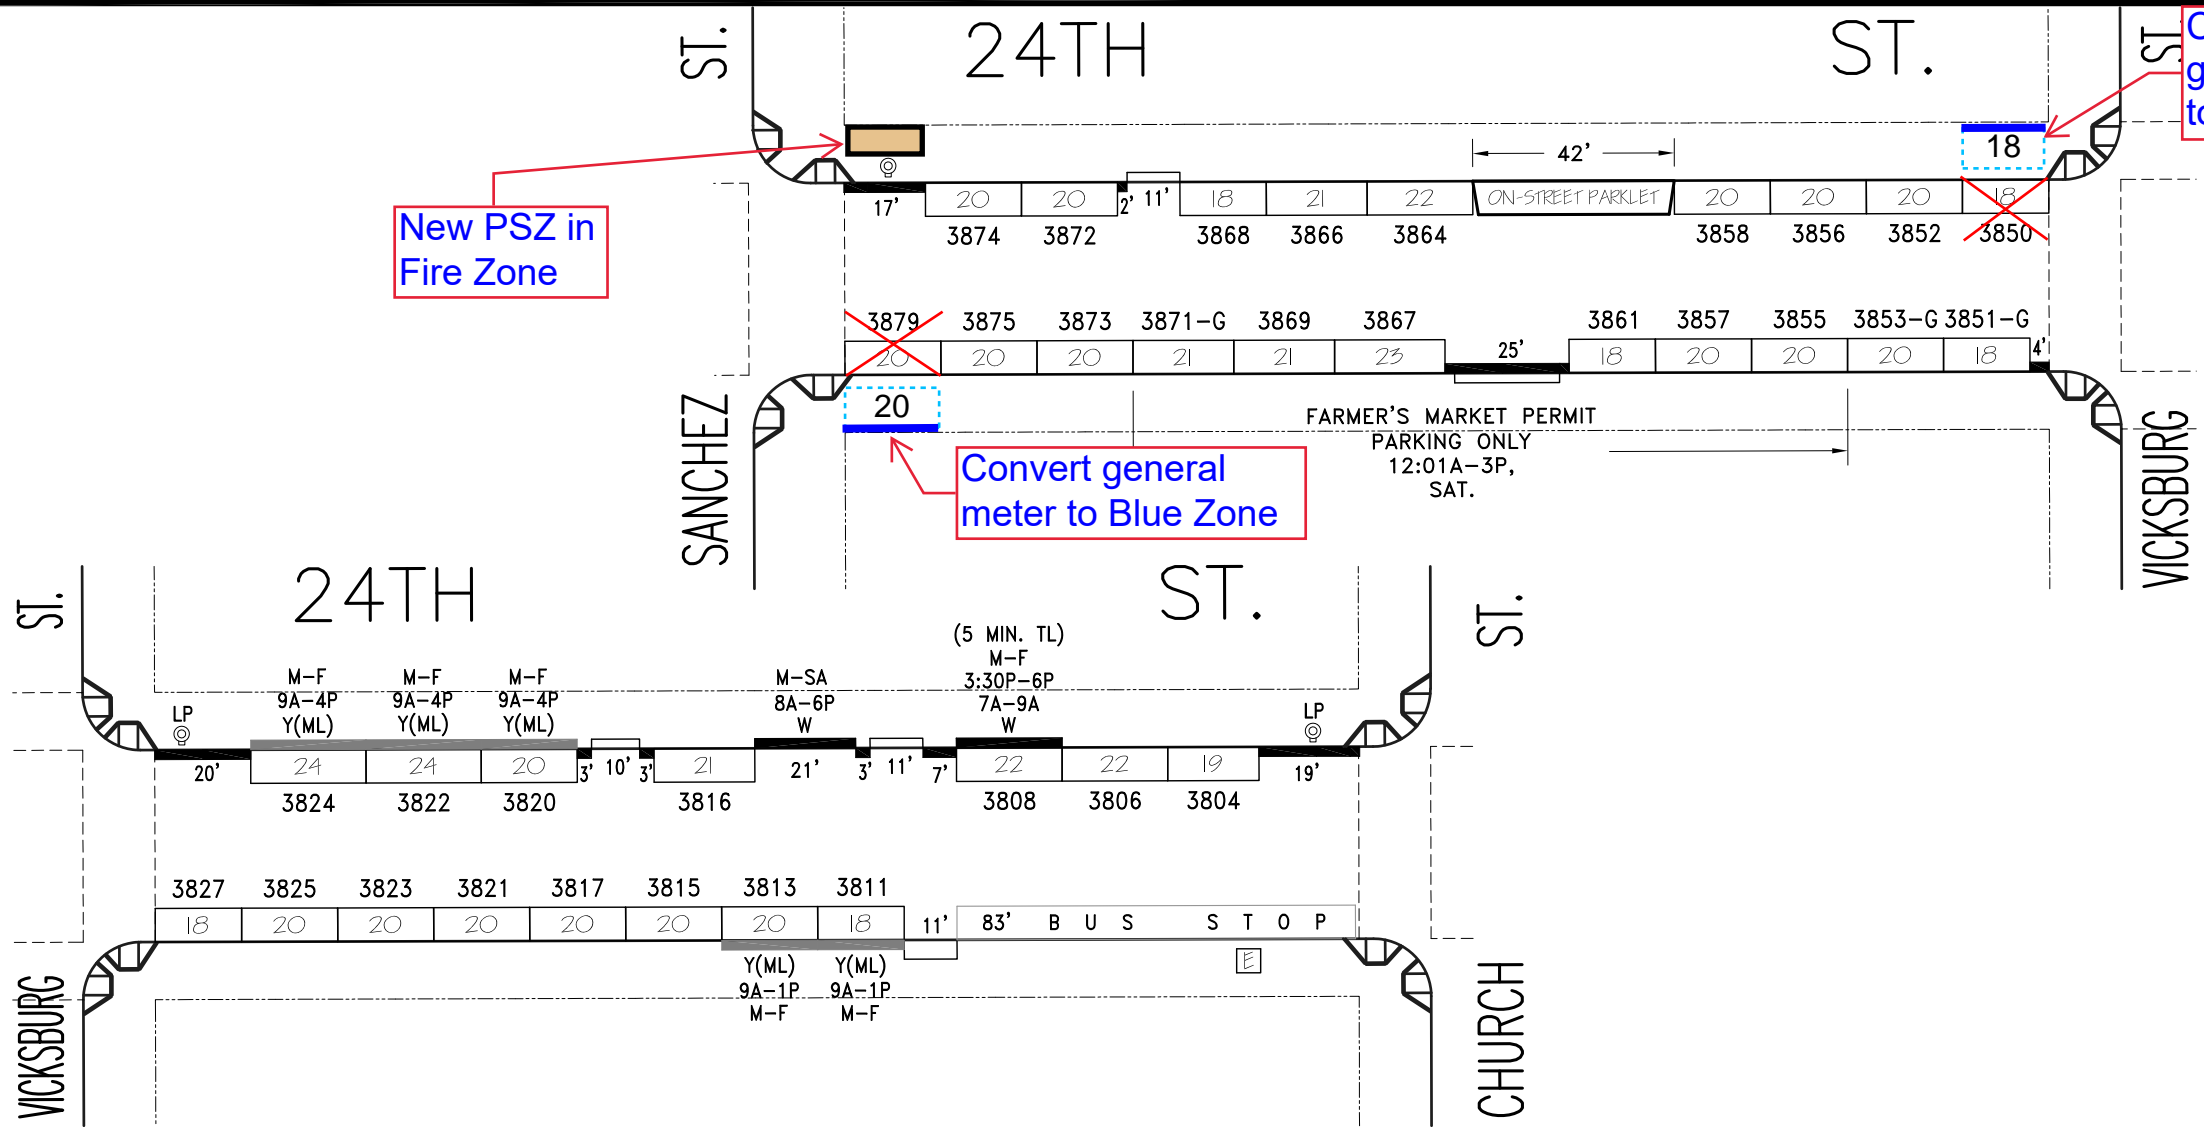 ST.
24TH
ST.
ST.
18
42'
New PSZ in
Fire Zone
17'
20
20
2'
11'
18
21
22
ON-STREET PARKLET
20
20
20
18
3874
3872
3868
3866
3864
3858
3856
3852
3850
3879
3875
3873
3871-G
3869
3867
3861
3857
3855
3853-G
3851-G
20
20
20
21
21
23
25'
18
20
20
20
18
4'
20
SANCHEZ
VICKSBURG
Convert general
meter to Blue Zone
FARMER'S MARKET PERMIT
PARKING ONLY
12:01A-3P,
SAT.
ST.
24TH
ST.
ST.
M-F
9A-4P
Y(ML)
M-F
9A-4P
Y(ML)
M-F
9A-4P
Y(ML)
M-SA
8A-6P
W
(5 MIN. TL)
M-F
3:30P-6P
7A-9A
W
LP
LP
20'
24
24
20
3'
10'
3'
21
21'
3'
11'
7'
22
22
19
19'
3824
3822
3820
3816
3808
3806
3804
3827
3825
3823
3821
3817
3815
3813
3811
18
20
20
20
20
20
20
18
11'
83' BUS STOP
E
Y(ML)
9A-1P
M-F
Y(ML)
9A-1P
M-F
VICKSBURG
CHURCH